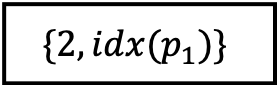 {2, idx(p₁)}